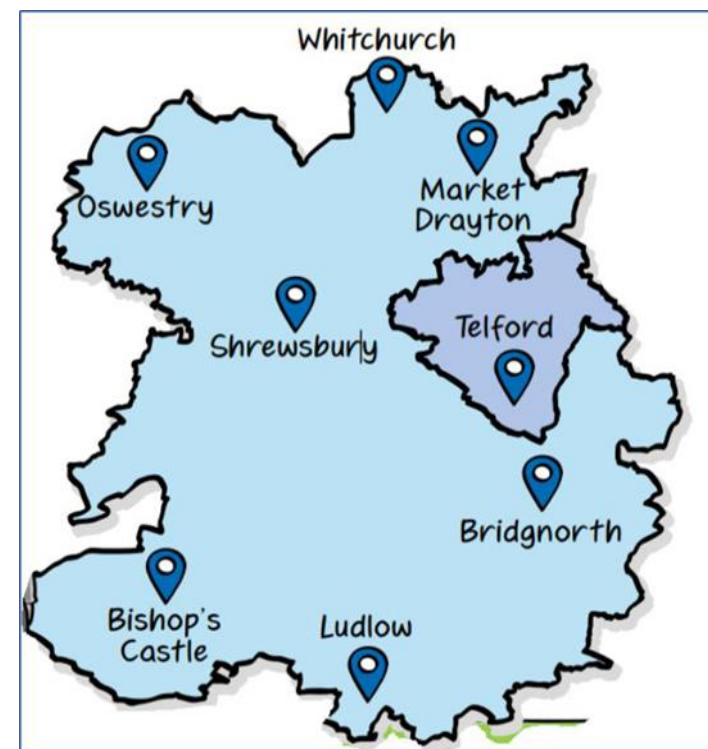 Whitchurch
Oswestry
Market
Drayton
Shrewsbury
Telford
Bridgnorth
Bishop's
Castle
Ludlow